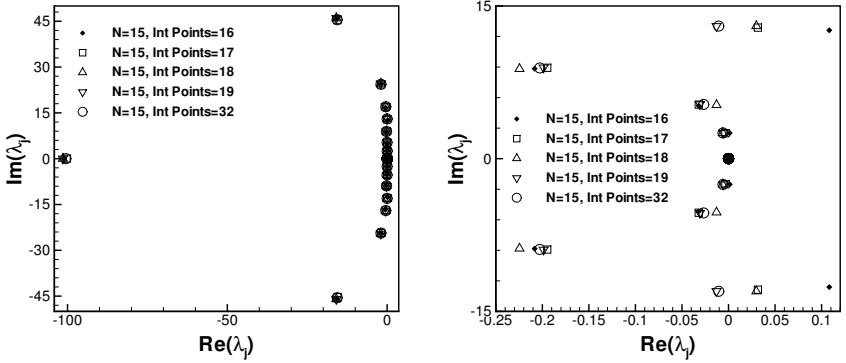 45
30
15
0
-15
-30
-45
-100
-50
0
Im(λj)
Re(λj)
N=15, Int Points=16
N=15, Int Points=17
N=15, Int Points=18
N=15, Int Points=19
N=15, Int Points=32
15
0
-15
-0.25
-0.2
-0.15
-0.1
-0.05
0
0.05
0.1
Im(λj)
Re(λj)
N=15, Int Points=16
N=15, Int Points=17
N=15, Int Points=18
N=15, Int Points=19
N=15, Int Points=32